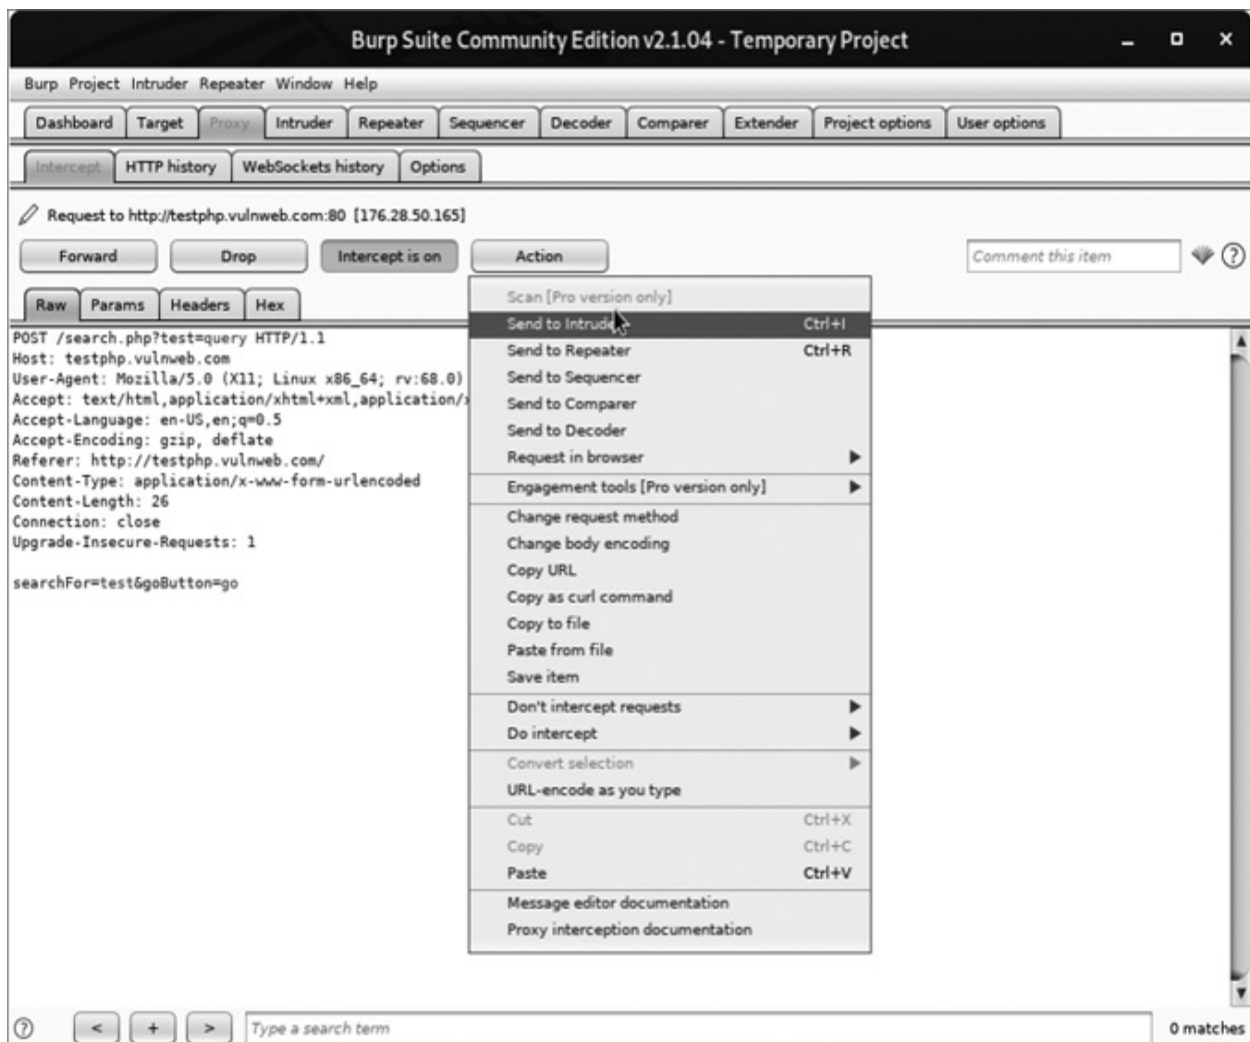 Burp Suite Community Edition v2.1.04 - Temporary Project
Burp Project Intruder Repeater Window Help
Dashboard Target Proxy Intruder Repeater Sequencer Decoder Comparer Extender Project options User options
Intercept HTTP history WebSockets history Options
Request to http://testphp.vulnweb.com:80 [176.28.50.165]
Forward Drop Intercept is on Action Comment this item ?
Raw Params Headers Hex
POST /search.php?test=query HTTP/1.1
Host: testphp.vulnweb.com
User-Agent: Mozilla/5.0 (X11; Linux x86_64; rv:68.0)
Accept: text/html,application/xhtml+xml,application/
Accept-Language: en-US,en;q=0.5
Accept-Encoding: gzip, deflate
Referer: http://testphp.vulnweb.com/
Content-Type: application/x-www-form-urlencoded
Content-Length: 26
Connection: close
Upgrade-Insecure-Requests: 1
searchFor=test&goButton=go
Scan [Pro version only]
Send to Intruder Ctrl+I
Send to Repeater Ctrl+R
Send to Sequencer
Send to Comparer
Send to Decoder
Request in browser
Engagement tools [Pro version only]
Change request method
Change body encoding
Copy URL
Copy as curl command
Copy to file
Paste from file
Save item
Don't intercept requests
Do intercept
Convert selection
URL-encode as you type
Cut Ctrl+X
Copy Ctrl+C
Paste Ctrl+V
Message editor documentation
Proxy interception documentation
? < + > Type a search term 0 matches